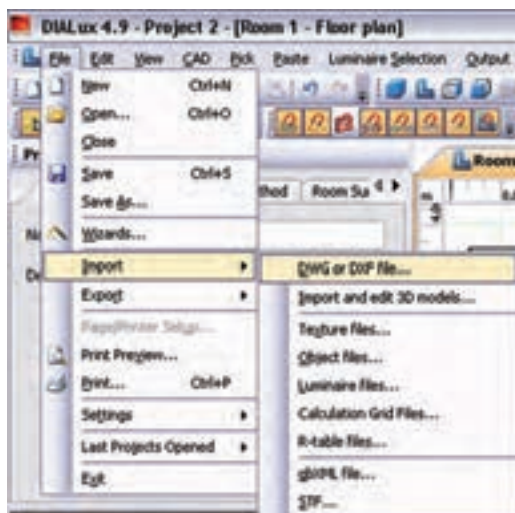 DIALux 4.9 - Project 2 - [Room 1 - Floor plan]
File Edit View CAD Pick Paste Luminaire Selection Output
New Ctrl+N
Open... Ctrl+O
Close
Save Ctrl+S
Save As...
Wizards...
Import
Export
Page/Printer Setup...
Print Preview...
Print... Ctrl+P
Settings
Last Projects Opened
Exit
Pr
thod Room Su
Room
DWG or DXF file...
Import and edit 3D models...
Texture files...
Object files...
Luminaire files...
Calculation Grid Files...
R-table files...
gbXML file...
STF...